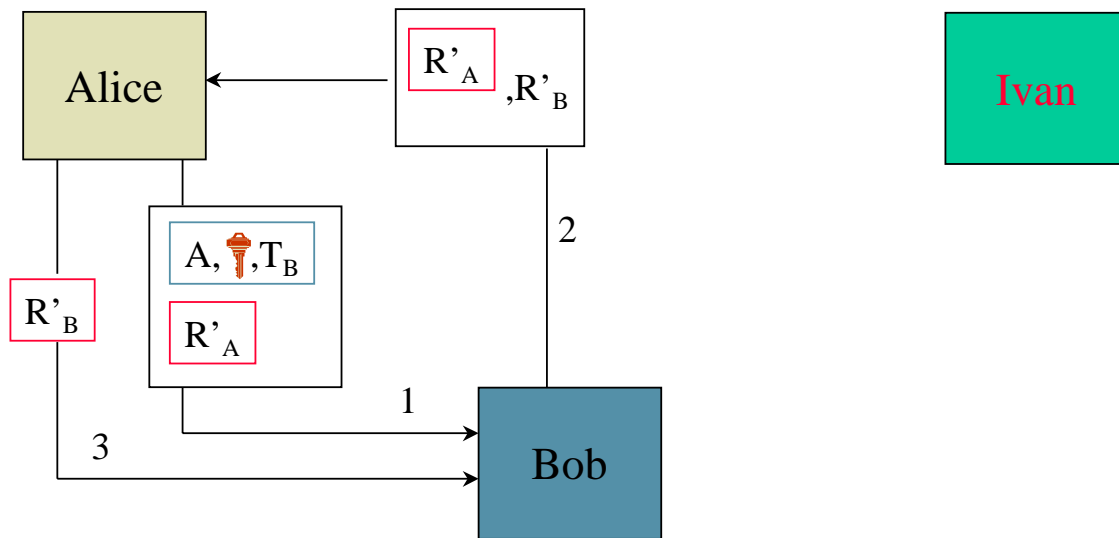 Alice
R’A ,R’B
Ivan
A, ,TB
R’A
2
R’B
1
3
Bob